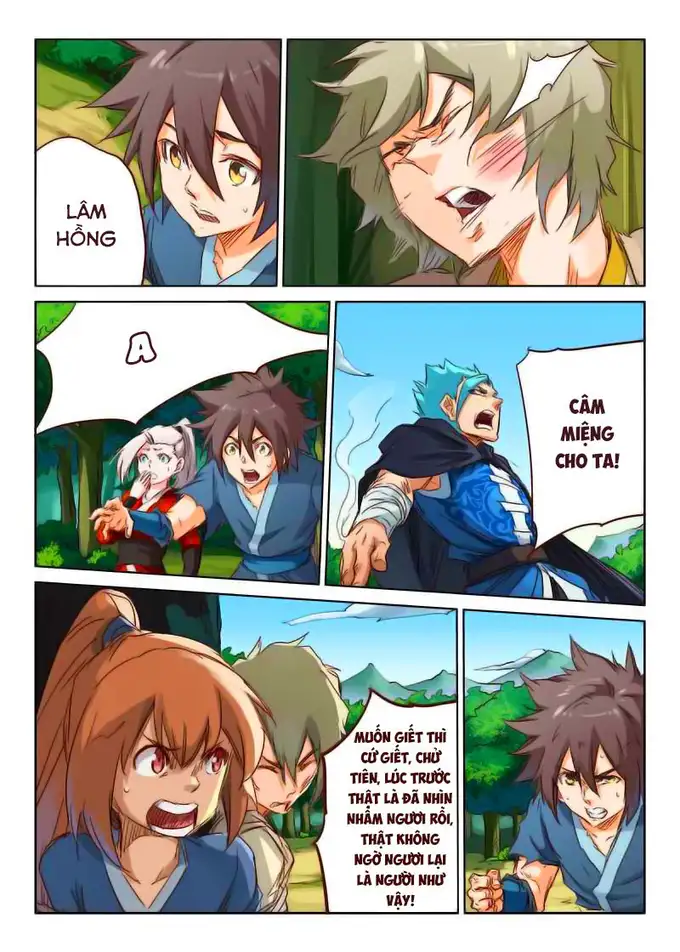 LÂM
HỒNG
A
CÂM
MIỆNG
CHO TA!
MUỐN GIẾT THÌ
CỨ GIẾT, CHỬ
TIÊN, LÚC TRƯỚC
THẬT LÀ ĐÃ NHÌN
NHẦM NGƯƠI RỒI,
THẬT KHÔNG
NGỜ NGƯƠI LẠI
LÀ NGƯỜI NHƯ
VẬY!